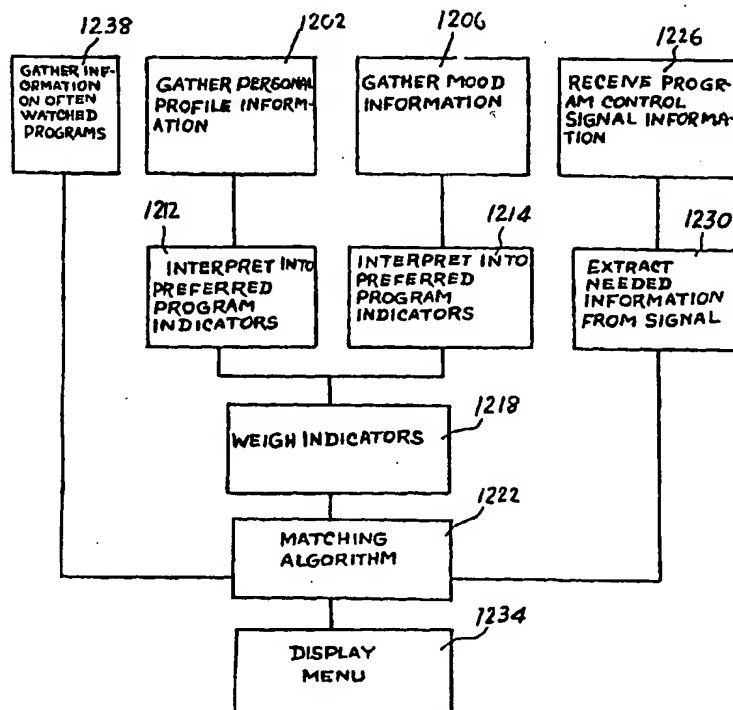 1238
1202
1206
1226
GATHER INF-
ORMATION
ON OFTEN
WATCHED
PROGRAMS
GATHER PERSONAL
PROFILE INFORM-
ATION
GATHER MOOD
INFORMATION
RECEIVE PROGR-
AM CONTROL
SIGNAL INFORMA-
TION
1212
1214
1230
INTERPRET INTO
PREFERRED
PROGRAM
INDICATORS
INTERPRET INTO
PREFERRED
PROGRAM
INDICATORS
EXTRACT
NEEDED
INFORMATION
FROM SIGNAL
1218
WEIGH INDICATORS
1222
MATCHING
ALGORITHM
1234
DISPLAY
MENU